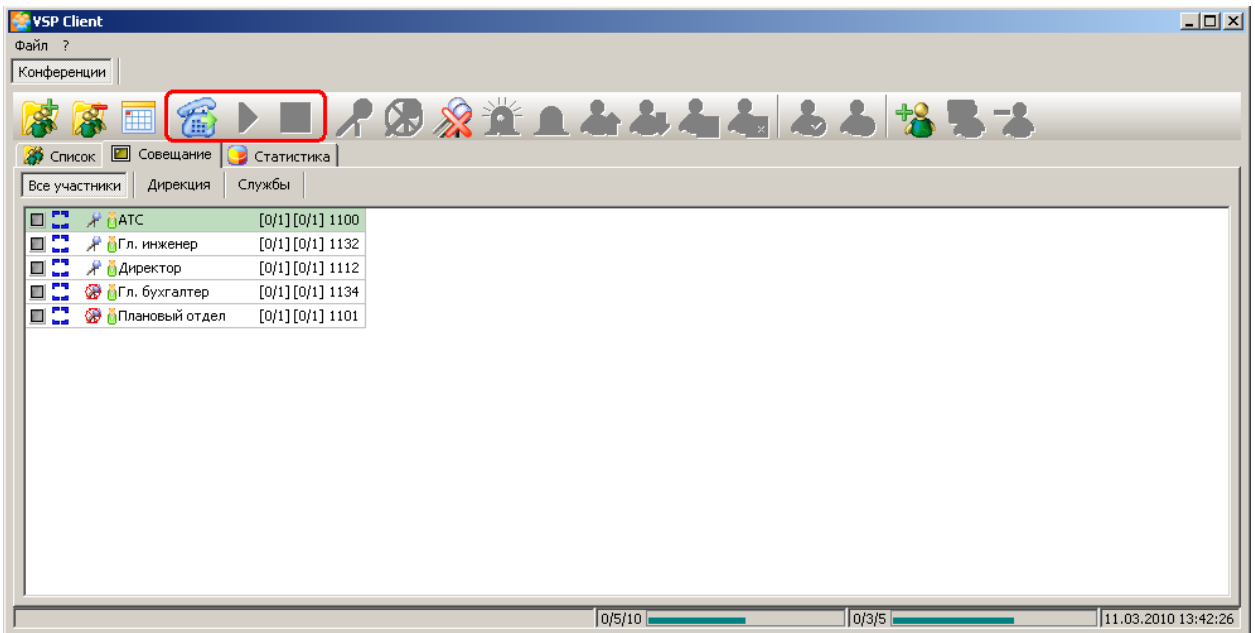 VSP Client
Файл ?
Конференции
Список Совещание Статистика
Все участники Дирекция Службы
АТС [0/1] [0/1] 1100
Гл. инженер [0/1] [0/1] 1132
Директор [0/1] [0/1] 1112
Гл. бухгалтер [0/1] [0/1] 1134
Плановый отдел [0/1] [0/1] 1101
0/5/10 0/3/5 11.03.2010 13:42:26